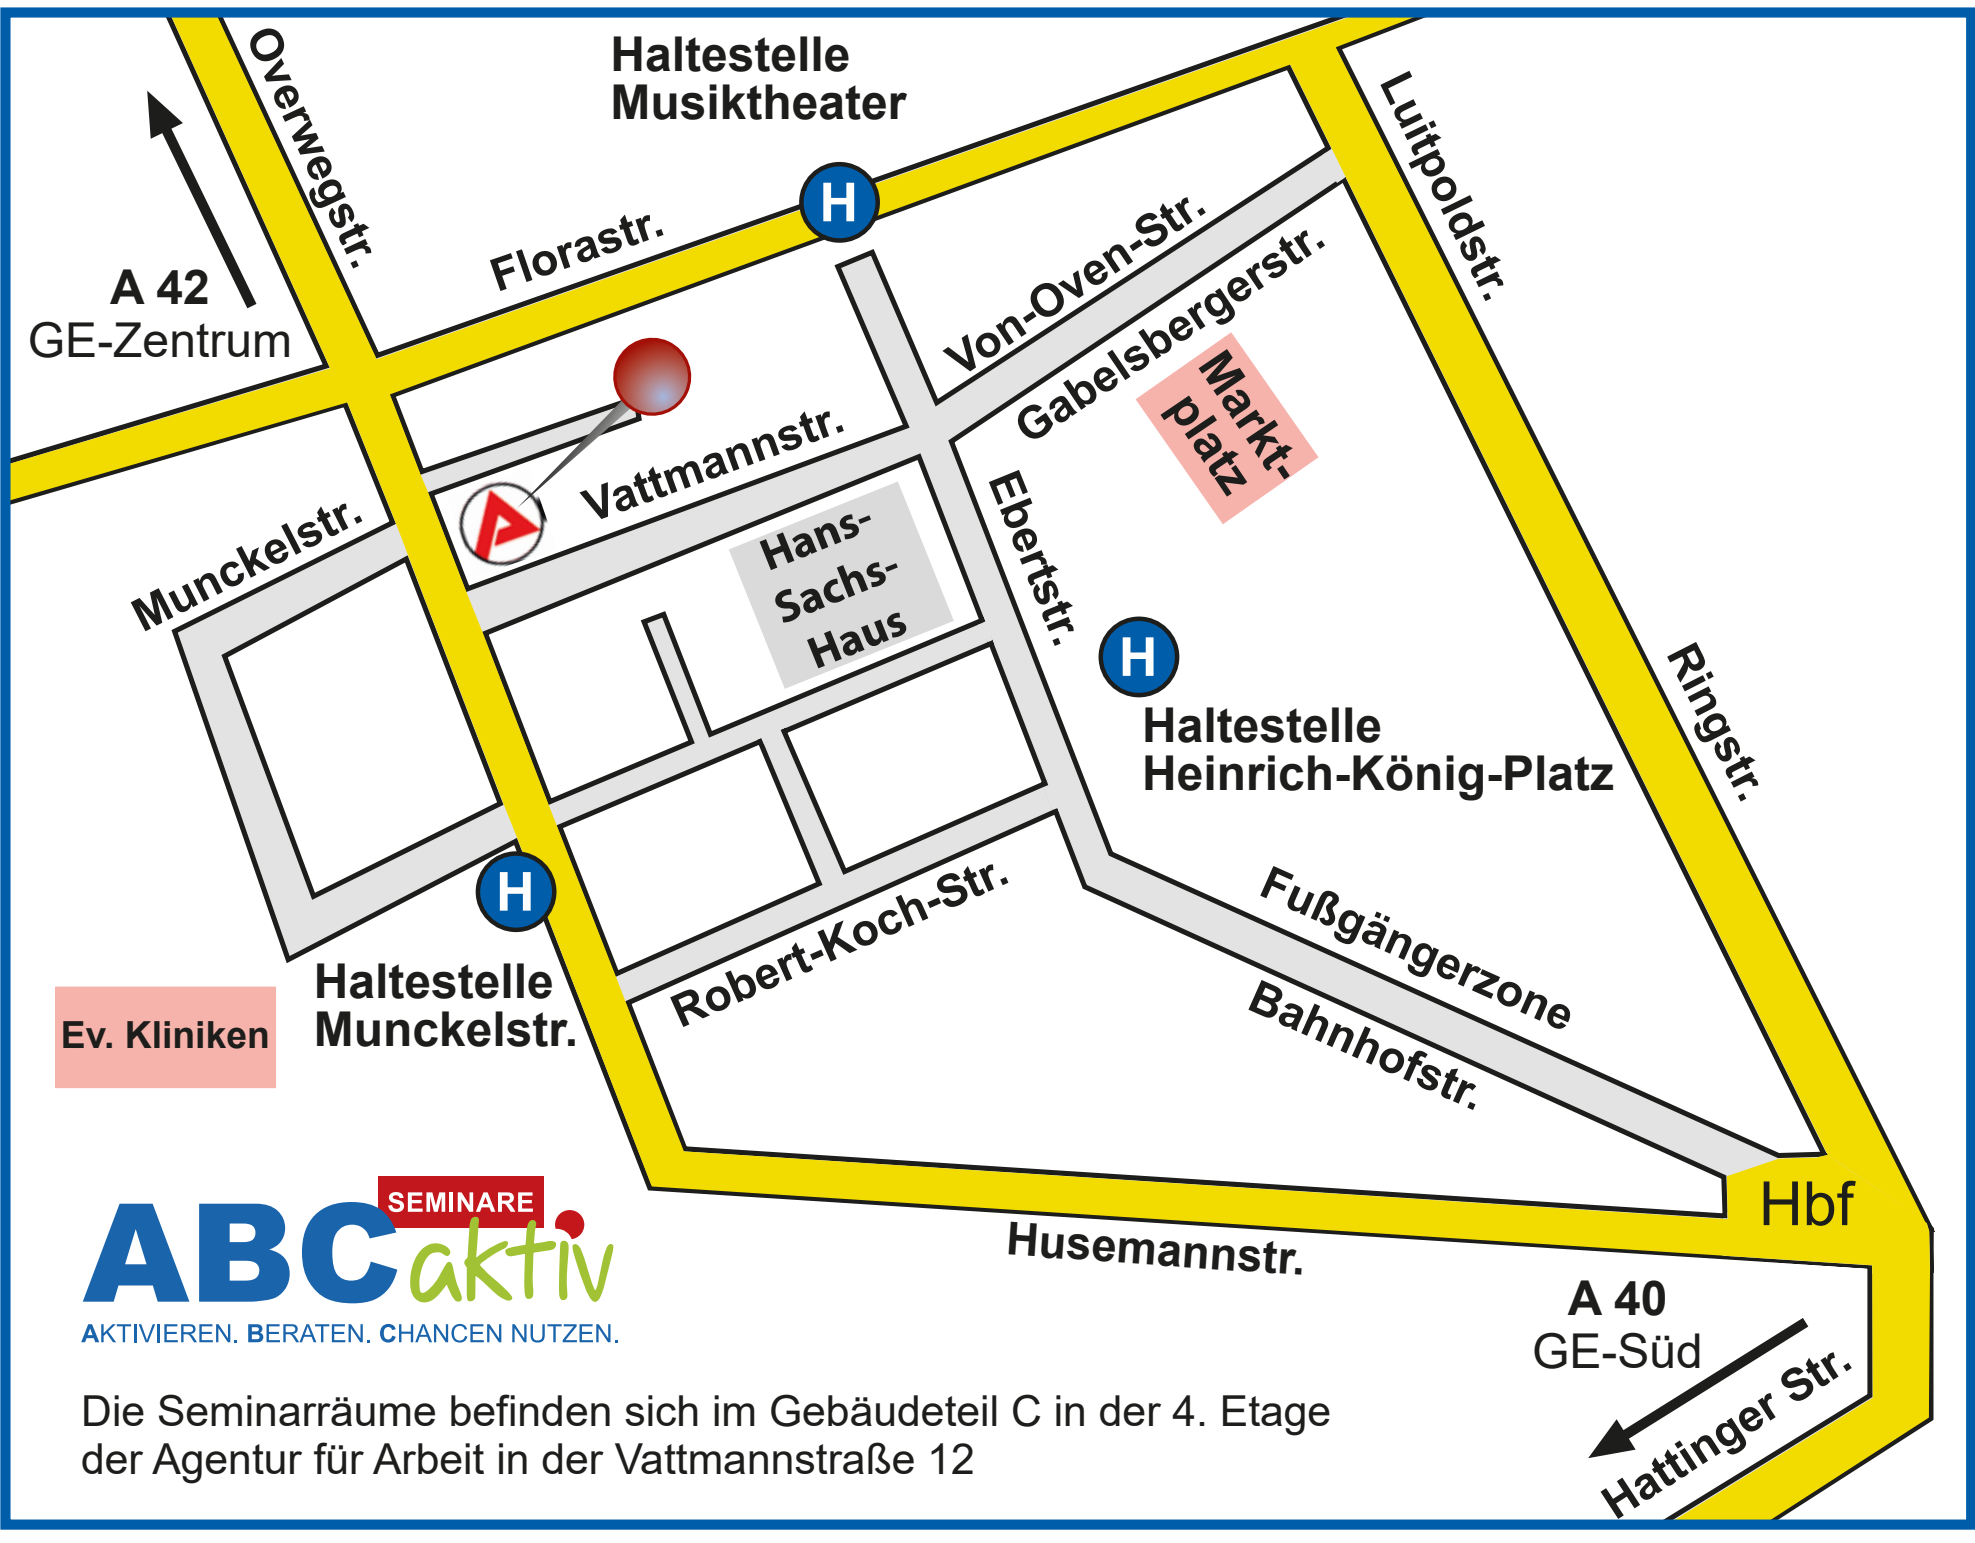 Overwegstr.
Haltestelle
Musiktheater
H
Luitpoldstr.
A 42
GE-Zentrum
Florastr.
Von-Oven-Str.
Gabelsbergerstr.
Markt-
platz
Vattmannstr.
Munckelstr.
Hans-
Sachs-
Haus
Ebertstr.
H
Haltestelle
Heinrich-König-Platz
Ringstr.
H
Haltestelle
Munckelstr.
Robert-Koch-Str.
Fußgängerzone
Bahnhofstr.
Ev. Kliniken
Hbf
Husemannstr.
A 40
GE-Süd
Hattinger Str.
SEMINARE
ABC aktiv
AKTIVIEREN. BERATEN. CHANCEN NUTZEN.
Die Seminarräume befinden sich im Gebäudeteil C in der 4. Etage
der Agentur für Arbeit in der Vattmannstraße 12